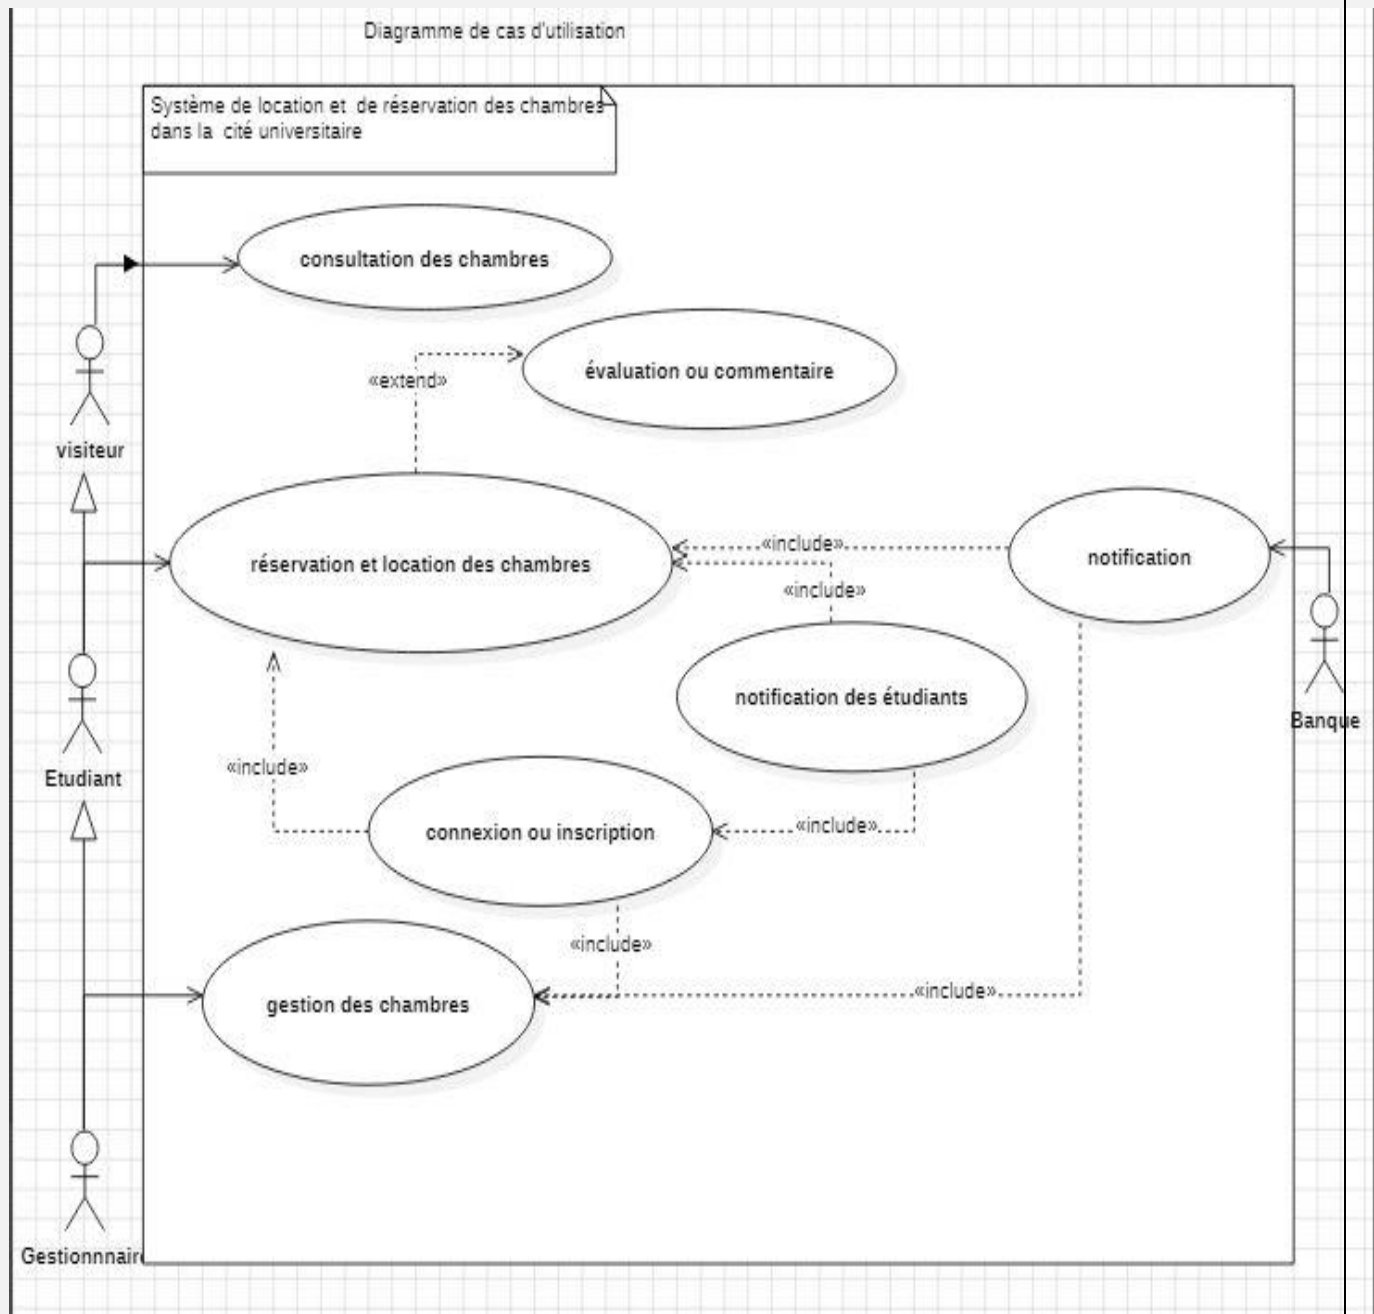 Diagramme de cas d'utilisation
Système de location et de réservation des chambres
dans la cité universitaire
consultation des chambres
évaluation ou commentaire
«extend»
visiteur
réservation et location des chambres
«include»
notification
«include»
notification des étudiants
Banque
«include»
Etudiant
connexion ou inscription
«include»
«include»
gestion des chambres
«include»
Gestionnnaire